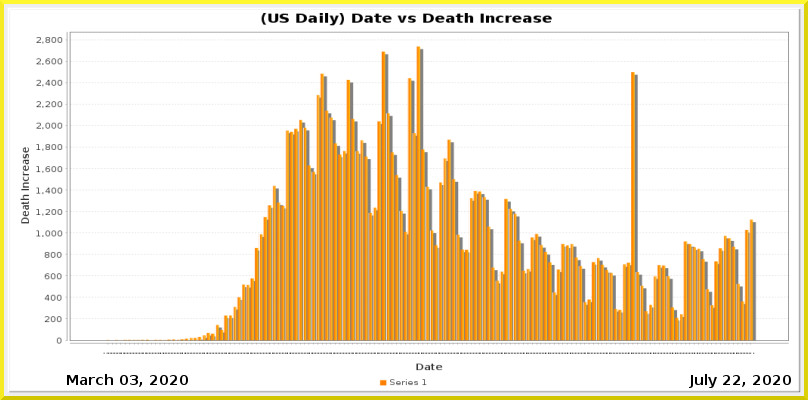 (US Daily) Date vs Death Increase
2,800
2,600
2,400
2,200
2,000
1,800
1,600
1,400
1,200
1,000
800
600
400
200
0
Death Increase
Date
March 03, 2020
Series 1
July 22, 2020